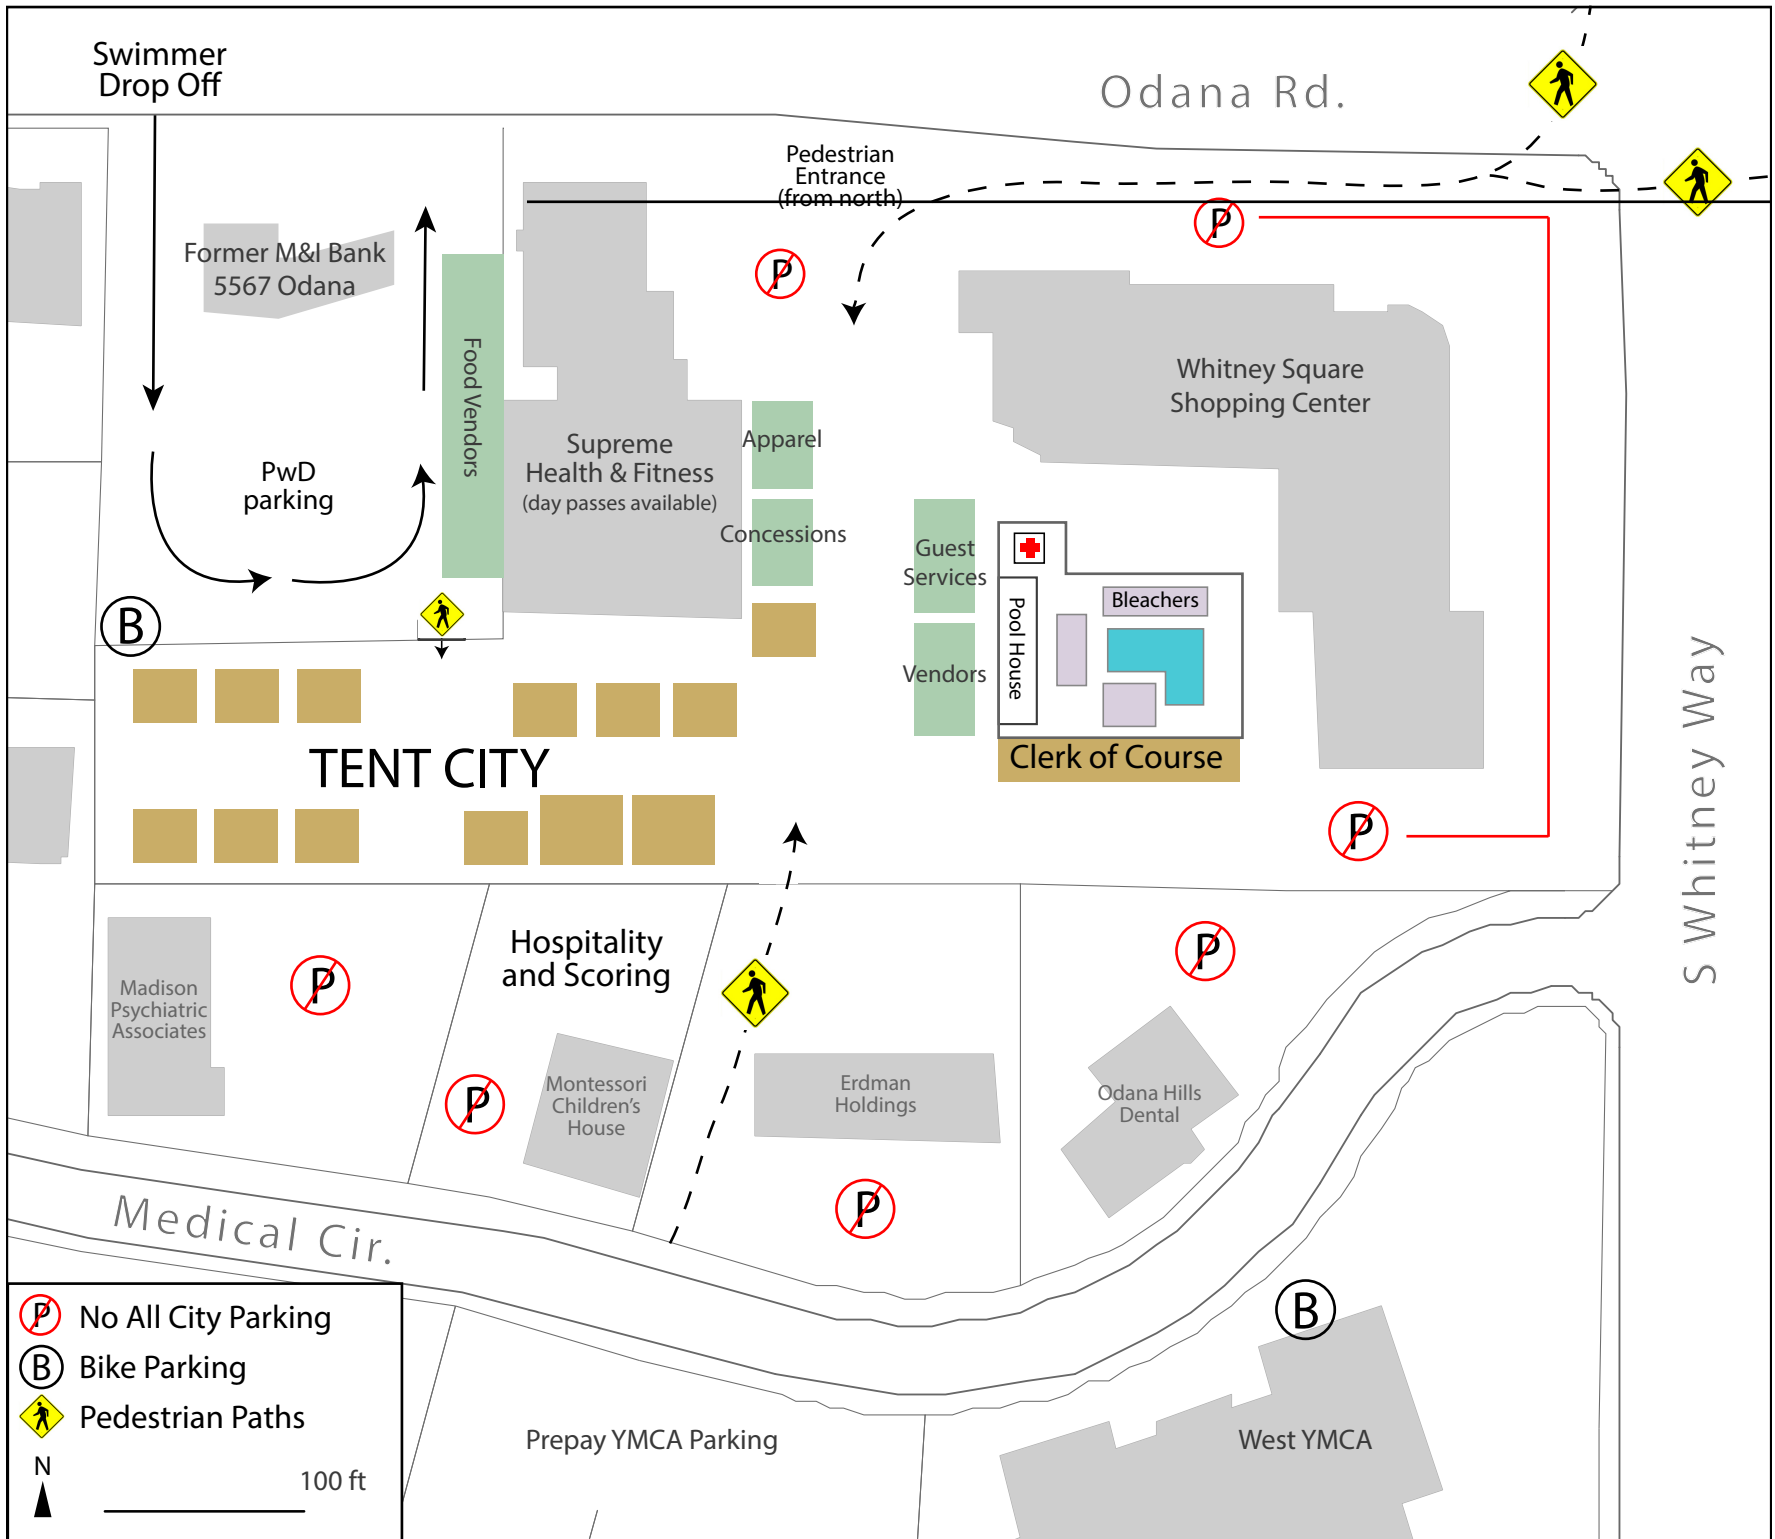 Swimmer
Drop Off
Odana Rd.
Pedestrian
Entrance
(from north)
P
P
Former M&I Bank
5567 Odana
Food Vendors
Whitney Square
Shopping Center
Supreme
Health & Fitness
(day passes available)
Apparel
PwD
parking
Concessions
Guest
Services
Bleachers
Pool House
B
Vendors
S Whitney Way
TENT CITY
Clerk of Course
P
Hospitality
and Scoring
P
P
Madison
Psychiatric
Associates
Montessori
Children's
House
P
Erdman
Holdings
Odana Hills
Dental
P
Medical Cir.
B
P No All City Parking
B Bike Parking
Pedestrian Paths
N
100 ft
Prepay YMCA Parking
West YMCA